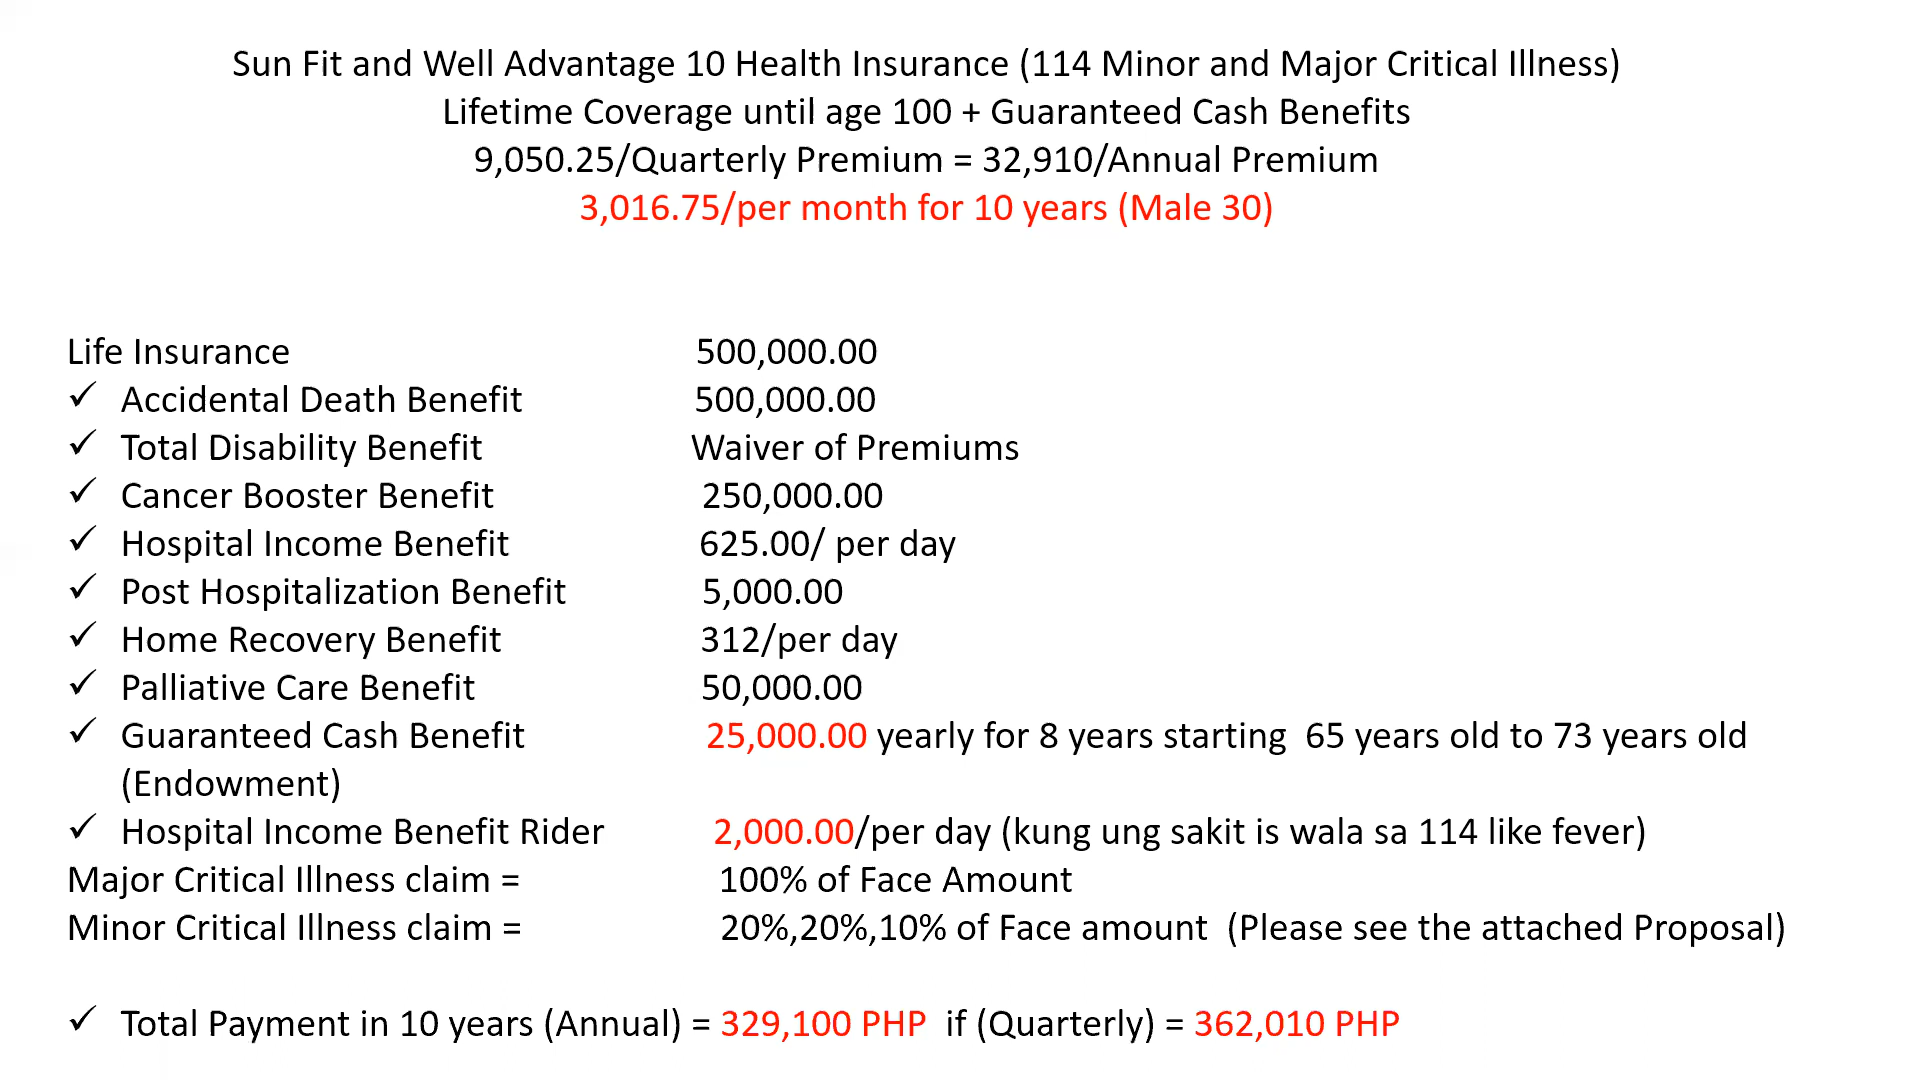 Sun Fit and Well Advantage 10 Health Insurance (114 Minor and Major Critical Illness)
Lifetime Coverage until age 100 + Guaranteed Cash Benefits
9,050.25/Quarterly Premium = 32,910/Annual Premium
3,016.75/per month for 10 years (Male 30)
Life Insurance 500,000.00
✓ Accidental Death Benefit 500,000.00
✓ Total Disability Benefit Waiver of Premiums
✓ Cancer Booster Benefit 250,000.00
✓ Hospital Income Benefit 625.00/ per day
✓ Post Hospitalization Benefit 5,000.00
✓ Home Recovery Benefit 312/per day
✓ Palliative Care Benefit 50,000.00
✓ Guaranteed Cash Benefit 25,000.00 yearly for 8 years starting 65 years old to 73 years old
(Endowment)
✓ Hospital Income Benefit Rider 2,000.00/per day (kung ung sakit is wala sa 114 like fever)
Major Critical Illness claim = 100% of Face Amount
Minor Critical Illness claim = 20%,20%,10% of Face amount (Please see the attached Proposal)
✓ Total Payment in 10 years (Annual) = 329,100 PHP if (Quarterly) = 362,010 PHP